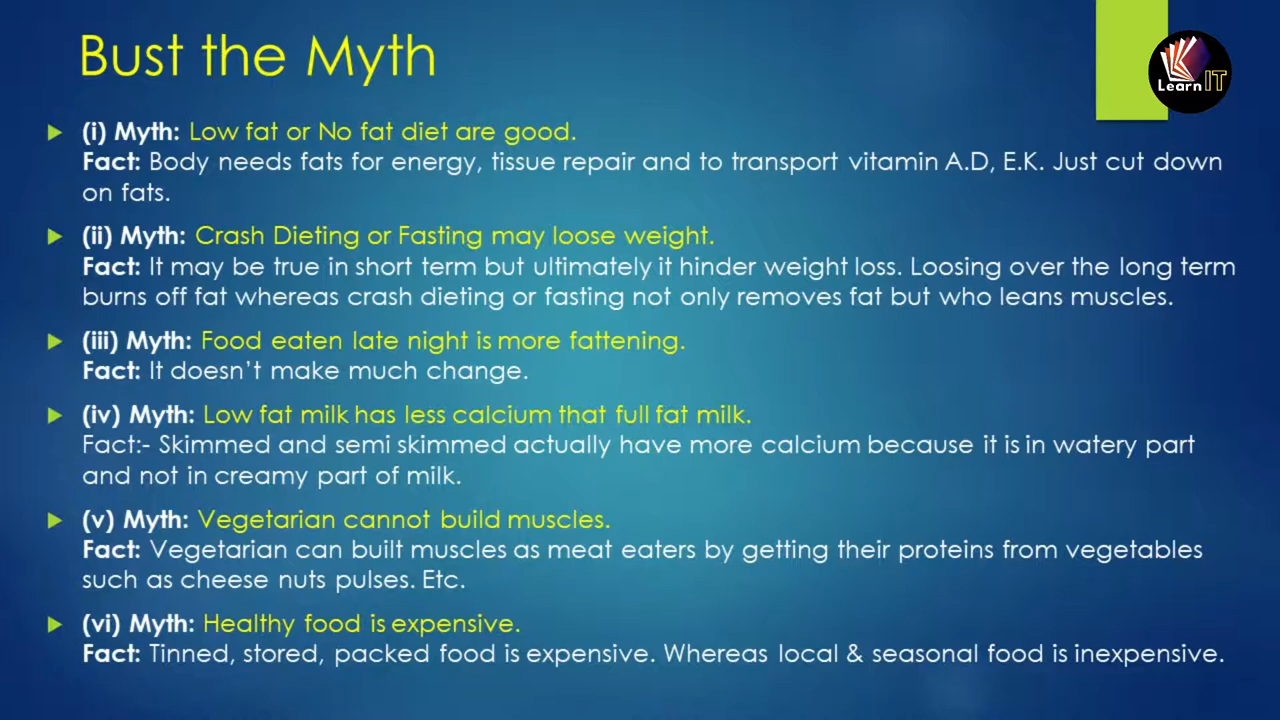 Bust the Myth
Learn IT
(i) Myth: Low fat or No fat diet are good.
Fact: Body needs fats for energy, tissue repair and to transport vitamin A.D, E.K. Just cut down
on fats.
(ii) Myth: Crash Dieting or Fasting may loose weight.
Fact: It may be true in short term but ultimately it hinder weight loss. Loosing over the long term
burns off fat whereas crash dieting or fasting not only removes fat but who leans muscles.
(iii) Myth: Food eaten late night is more fattening.
Fact: It doesn't make much change.
(iv) Myth: Low fat milk has less calcium that full fat milk.
Fact:- Skimmed and semi skimmed actually have more calcium because it is in watery part
and not in creamy part of milk.
(v) Myth: Vegetarian cannot build muscles.
Fact: Vegetarian can built muscles as meat eaters by getting their proteins from vegetables
such as cheese nuts pulses. Etc.
(vi) Myth: Healthy food is expensive.
Fact: Tinned, stored, packed food is expensive. Whereas local & seasonal food is inexpensive.